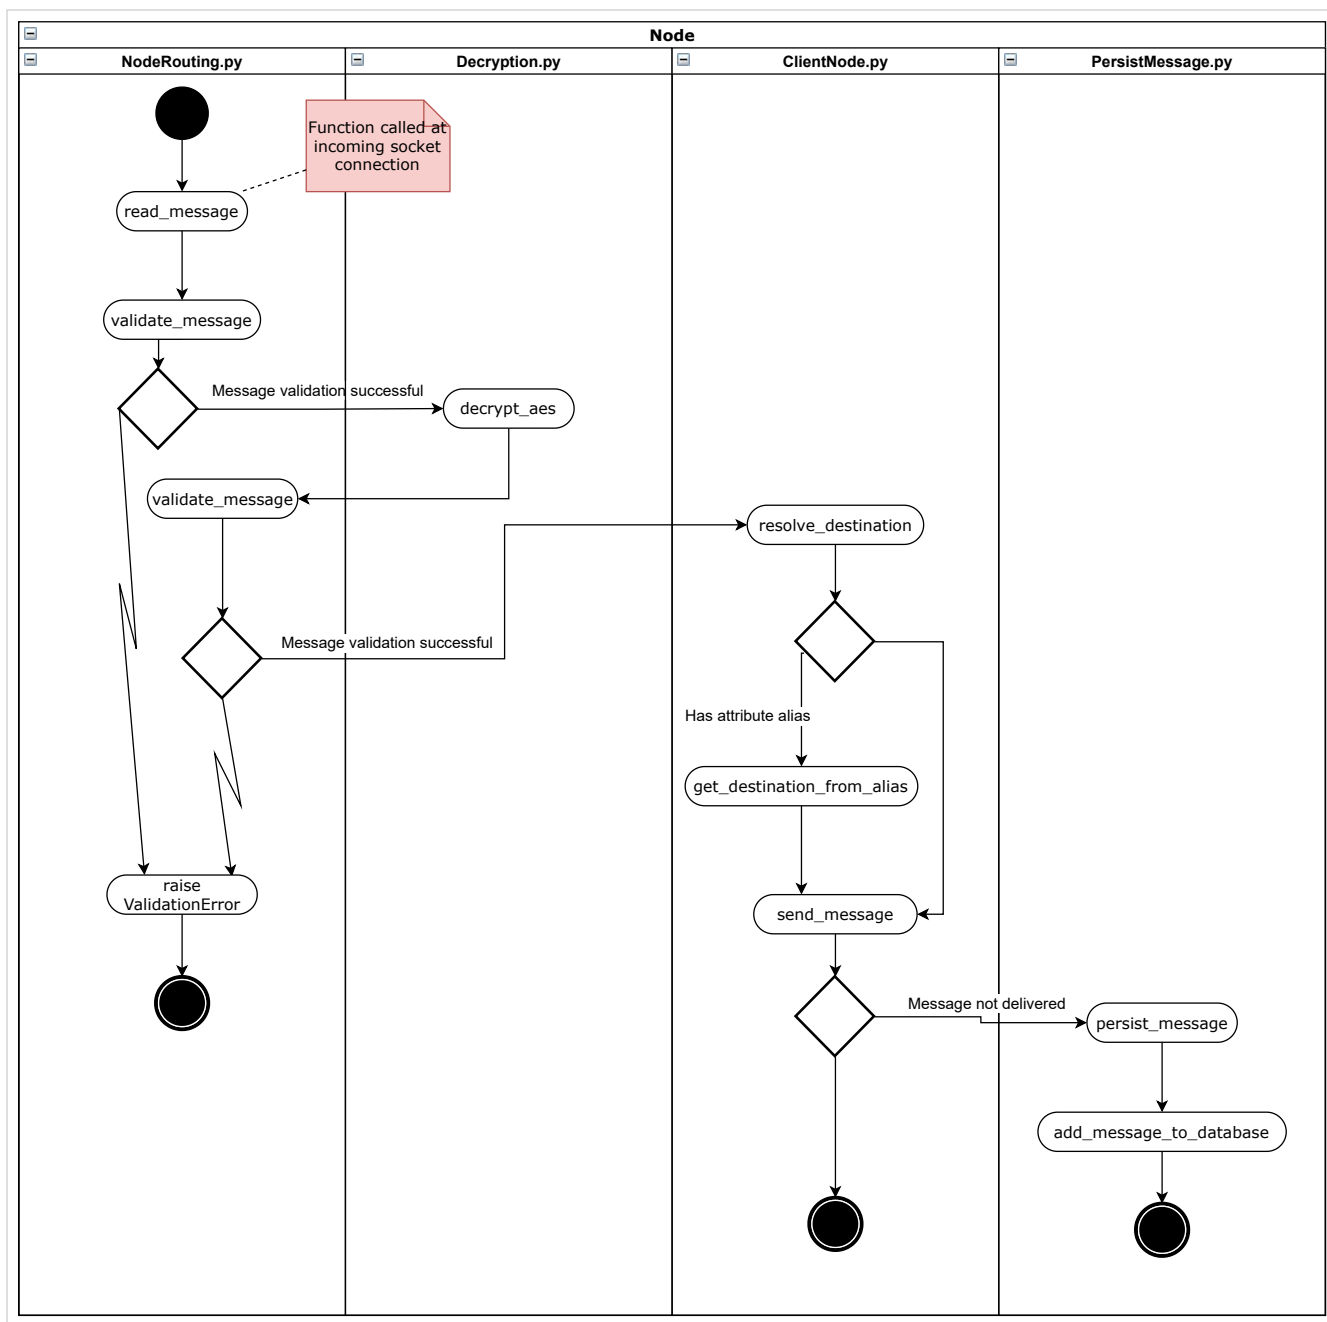 Node
NodeRouting.py
Decryption.py
ClientNode.py
PersistMessage.py
Function called at
incoming socket
connection
read_message
validate_message
Message validation successful
decrypt_aes
validate_message
resolve_destination
Message validation successful
Has attribute alias
get_destination_from_alias
raise
ValidationError
send_message
Message not delivered
persist_message
add_message_to_database